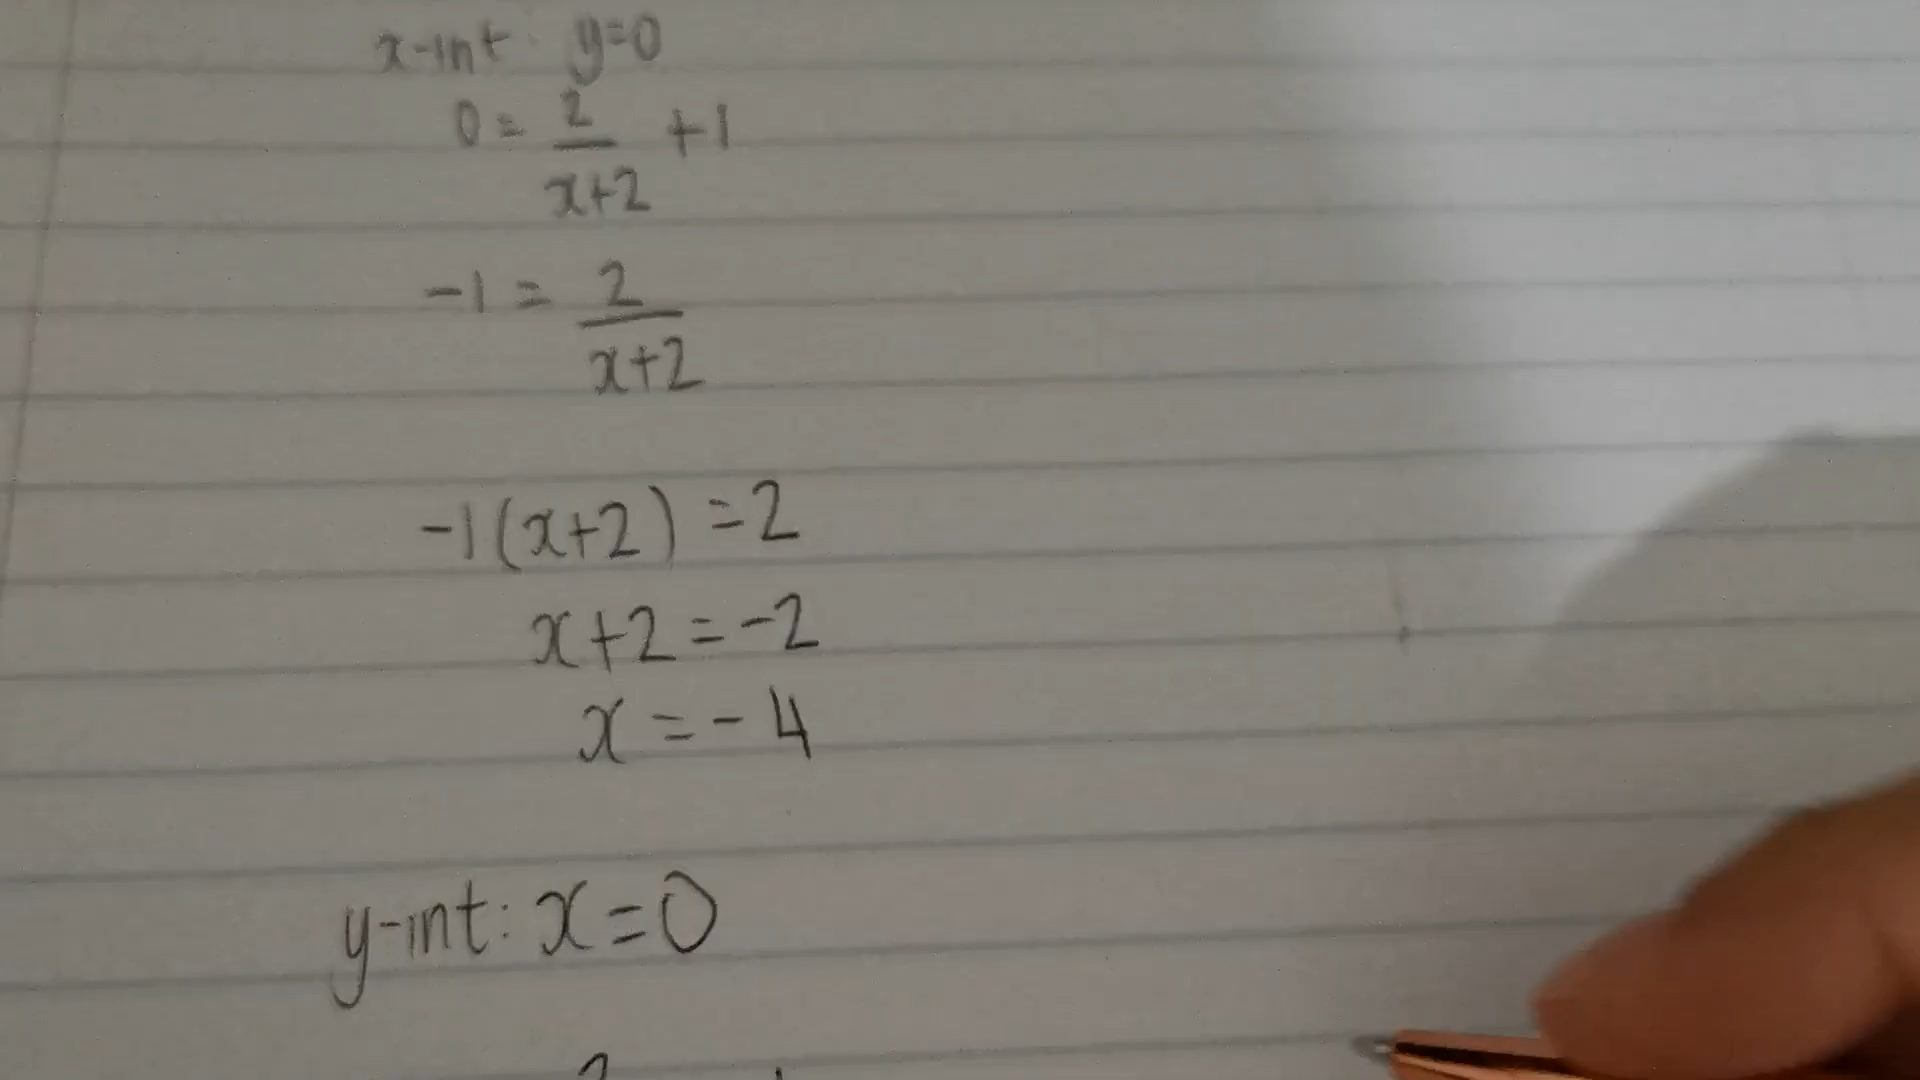 x-int y=0
0 = 2/(x+2) + 1
-1 = 2/(x+2)
-1(x+2) = 2
x+2 = -2
x = -4
y-int: x=0